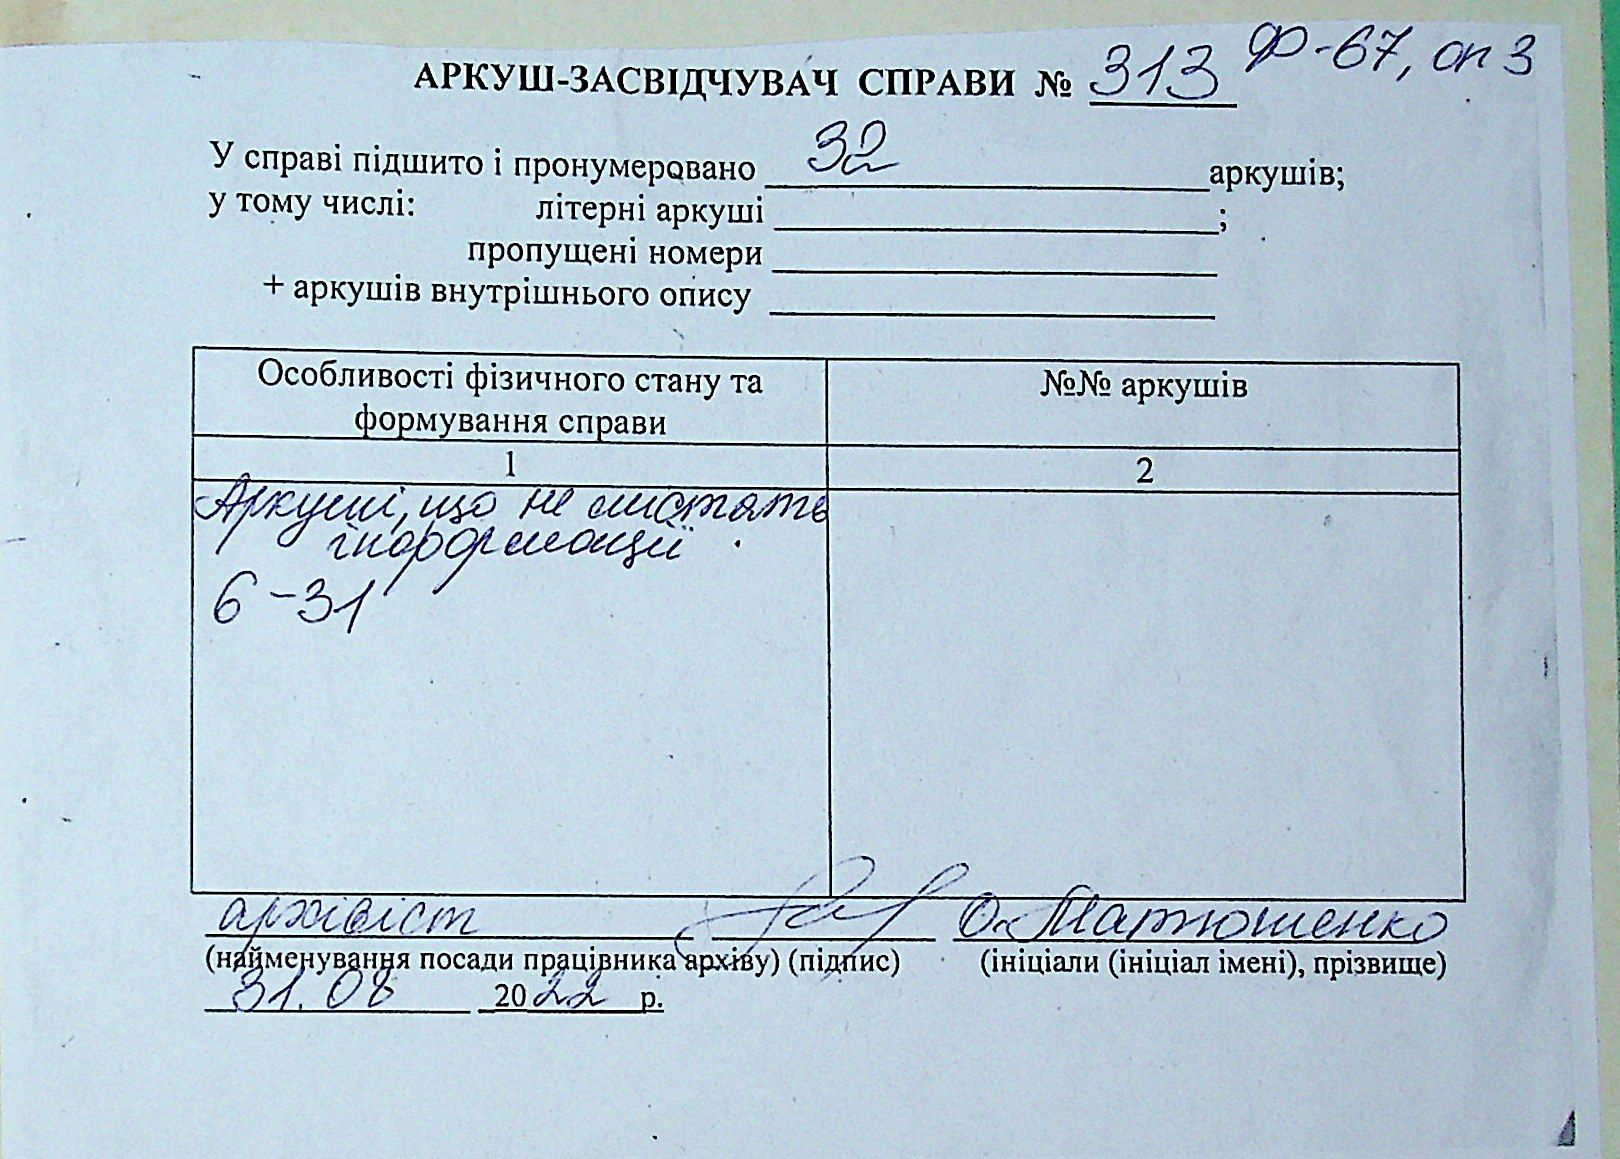 АРКУШ-ЗАСВІДЧУВАЧ СПРАВИ № 313 Ф-67, оп 3
У справі підшито і пронумеровано 32 аркушів;
у тому числі: літерні аркуші ;
пропущені номери
+ аркушів внутрішнього опису
Особливості фізичного стану та
формування справи
№№ аркушів
1
2
Аркуші, що не містять
інформації
6-31
архівіст О. Матюшенко
(найменування посади працівника архіву) (підпис) (ініціали (ініціал імені), прізвище)
31.08 2022 р.